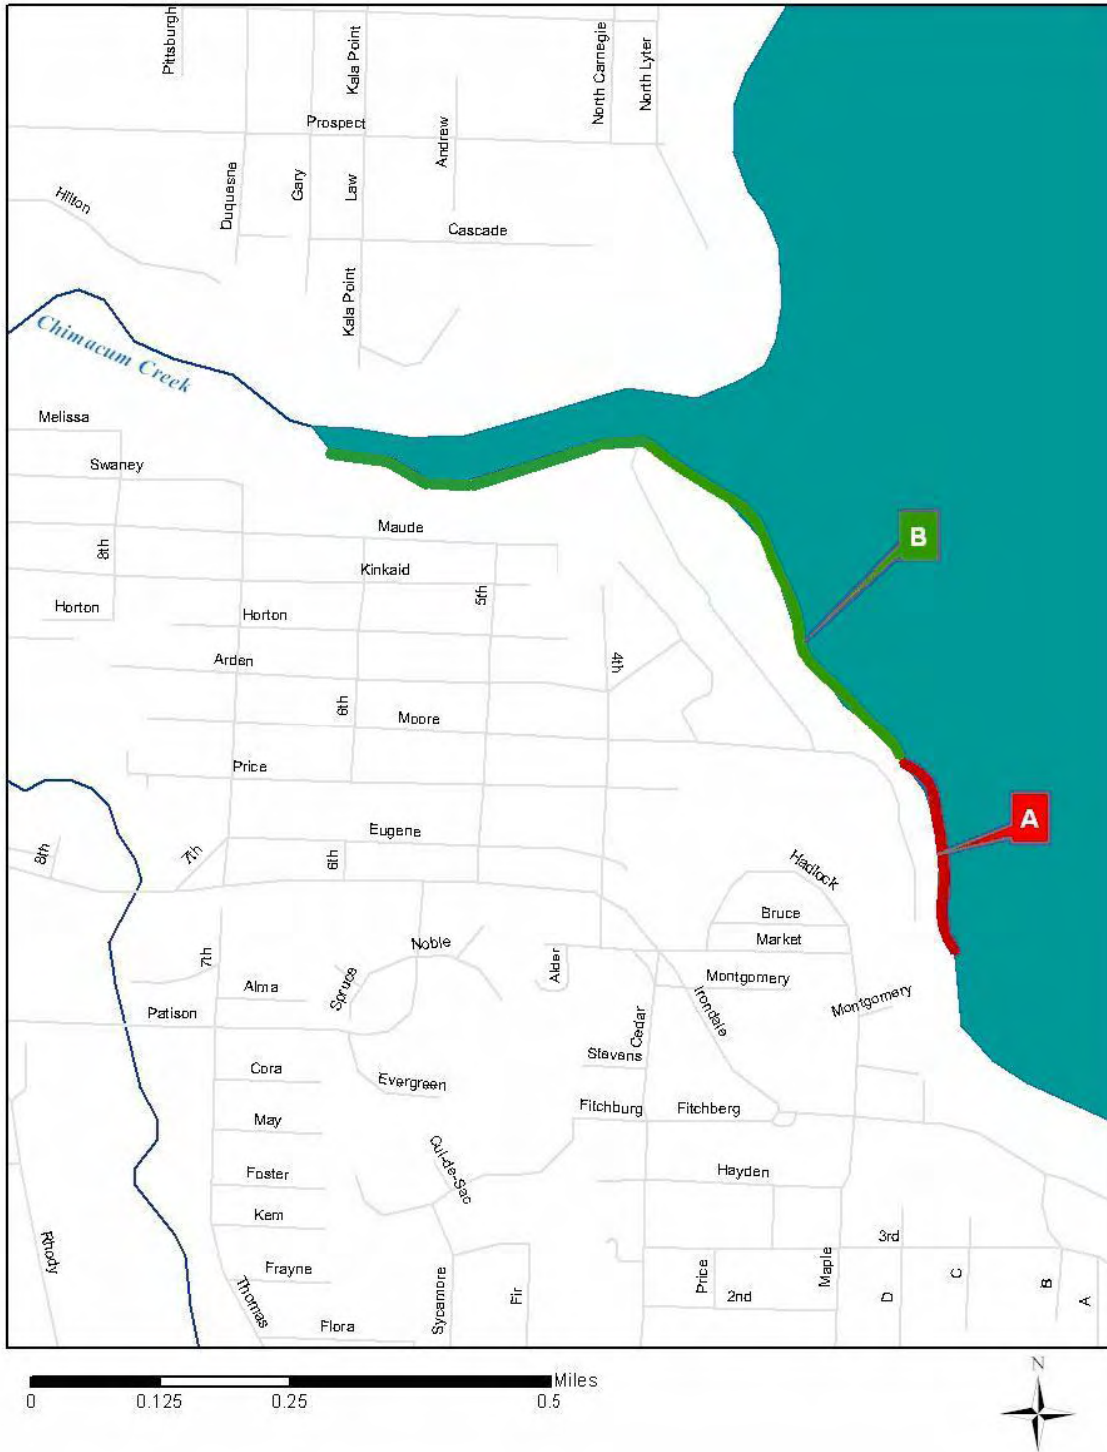 Pittsburgh
Kala Point
North Carnegie
North Lyter
Prospect
Andrew
Duquesne
Gary
Law
Hilton
Cascade
Kala Point
Chimacum Creek
Melissa
Swaney
Maude
8th
Kinkaid
B
Horton
Horton
5th
Arden
4th
6th
Moore
Price
A
Eugene
8th
7th
6th
Hadlock
Bruce
Market
Noble
7th
Spruce
Alder
Montgomery
Alma
Montgomery
Irondale
Patison
Cedar
Stevens
Cora
Evergreen
Fitchburg
Fitchberg
May
Cul-de-Sac
Foster
Hayden
Kem
3rd
Rhody
Frayne
Thomas
Sycamore
Fir
Price
2nd
Maple
D
C
B
A
Flora
Miles
0
0.125
0.25
0.5
N